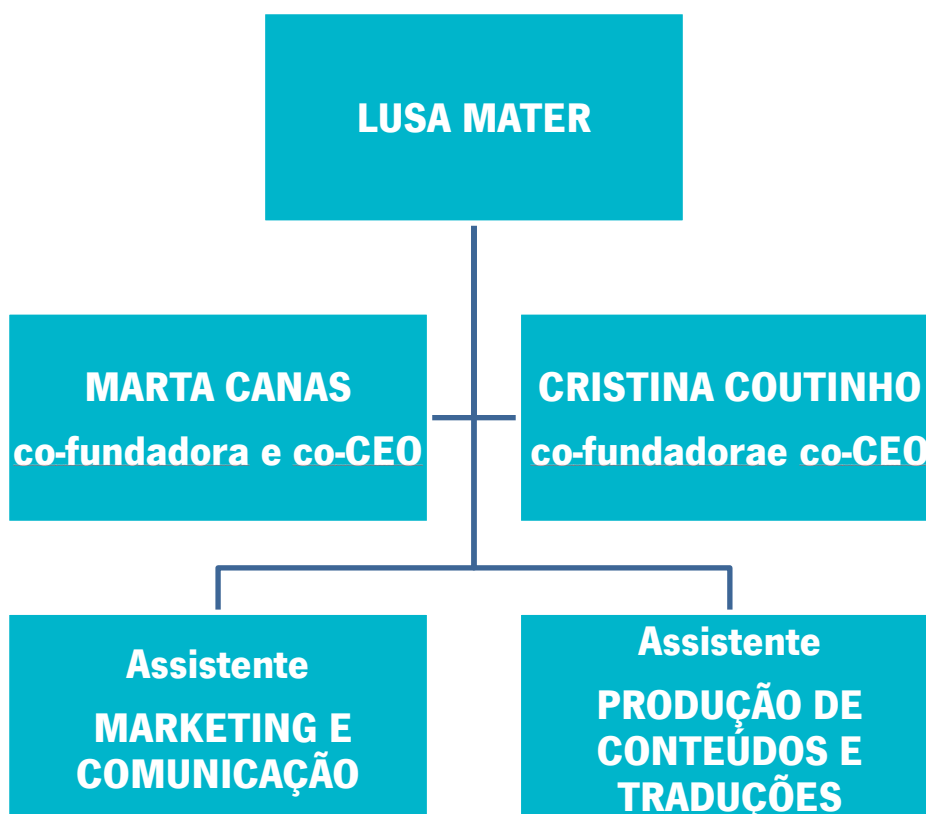 LUSA MATER
MARTA CANAS
co-fundadora e co-CEO
CRISTINA COUTINHO
co-fundadorae co-CEO
Assistente
MARKETING E
COMUNICAÇÃO
Assistente
PRODUÇÃO DE
CONTEÚDOS E
TRADUÇÕES